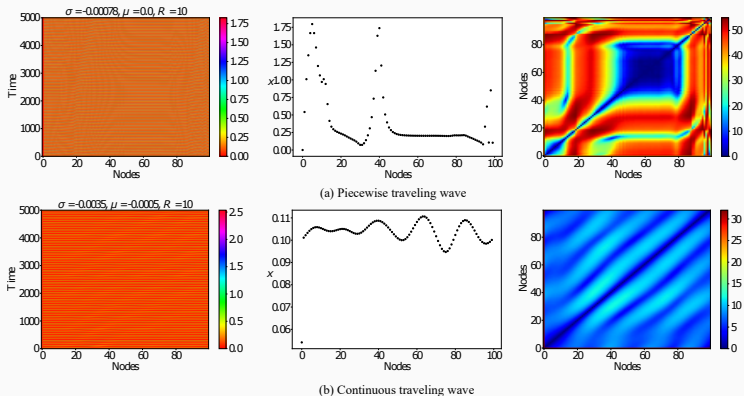 σ = -0.00078, μ = 0.0, R = 10
5000
4000
3000
2000
1000
0
Time
0 20 40 60 80
Nodes
1.75
1.50
1.25
1.00
0.75
0.50
0.25
0.00
1.75
1.50
1.25
x 1.00
0.75
0.50
0.25
0.00
0 20 40 60 80 100
Nodes
80
60
40
20
0
Nodes
0 20 40 60 80
Nodes
50
40
30
20
10
0
(a) Piecewise traveling wave
σ = -0.0035, μ = -0.0005, R = 10
5000
4000
3000
2000
1000
0
Time
0 20 40 60 80
Nodes
2.5
2.0
1.5
1.0
0.5
0.0
0.11
0.10
0.09
x
0.08
0.07
0.06
0 20 40 60 80 100
Nodes
80
60
40
20
0
Nodes
0 20 40 60 80
Nodes
30
25
20
15
10
5
0
(b) Continuous traveling wave